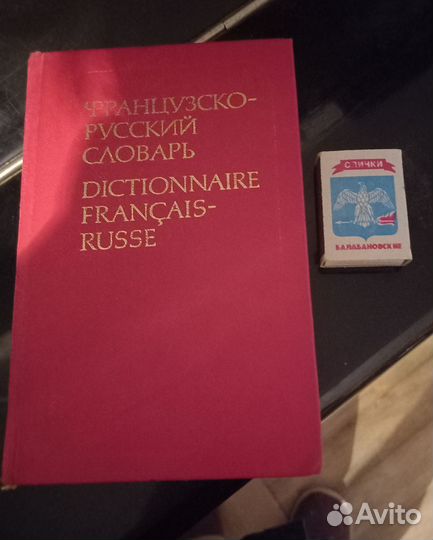 ФРАНЦУЗСКО-
РУССКИЙ
СЛОВАРЬ
DICTIONNAIRE
FRANÇAIS-
RUSSE
СПИЧКИ
БАЛАБАНОВСКИЕ
Avito